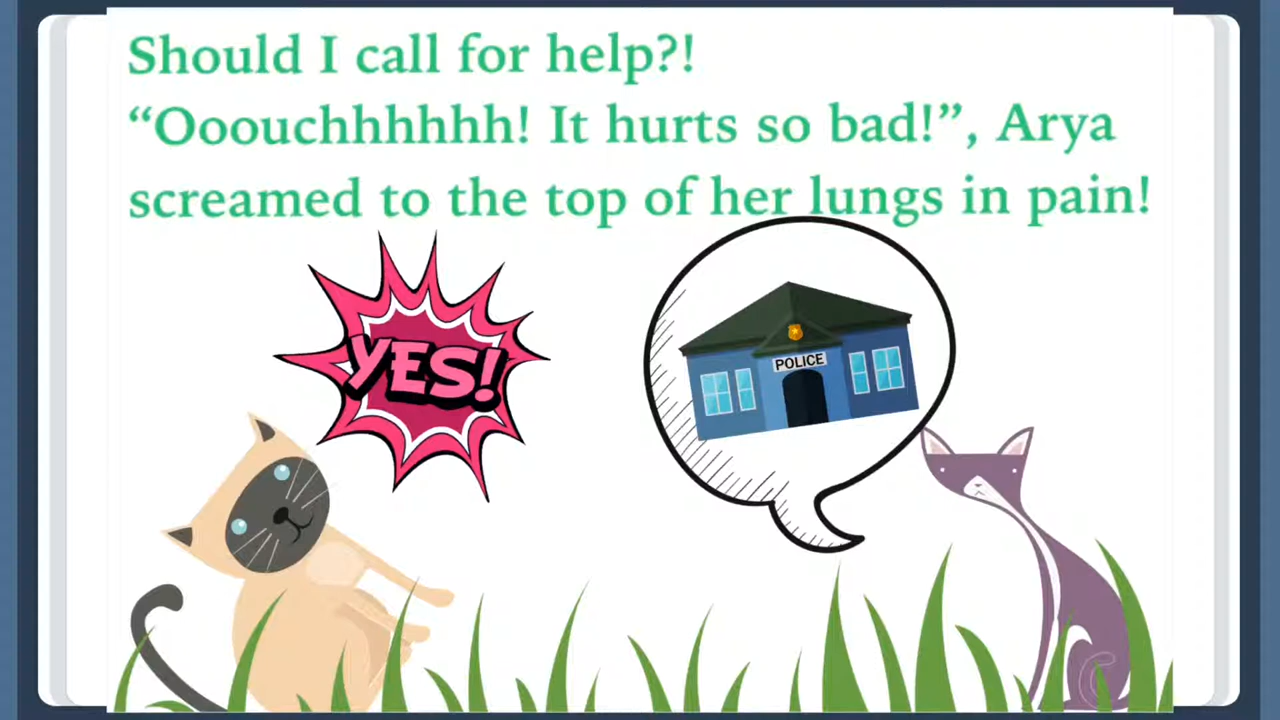 Should I call for help?!
“Ooouchhhhhh! It hurts so bad!”, Arya
screamed to the top of her lungs in pain!
YES!
POLICE